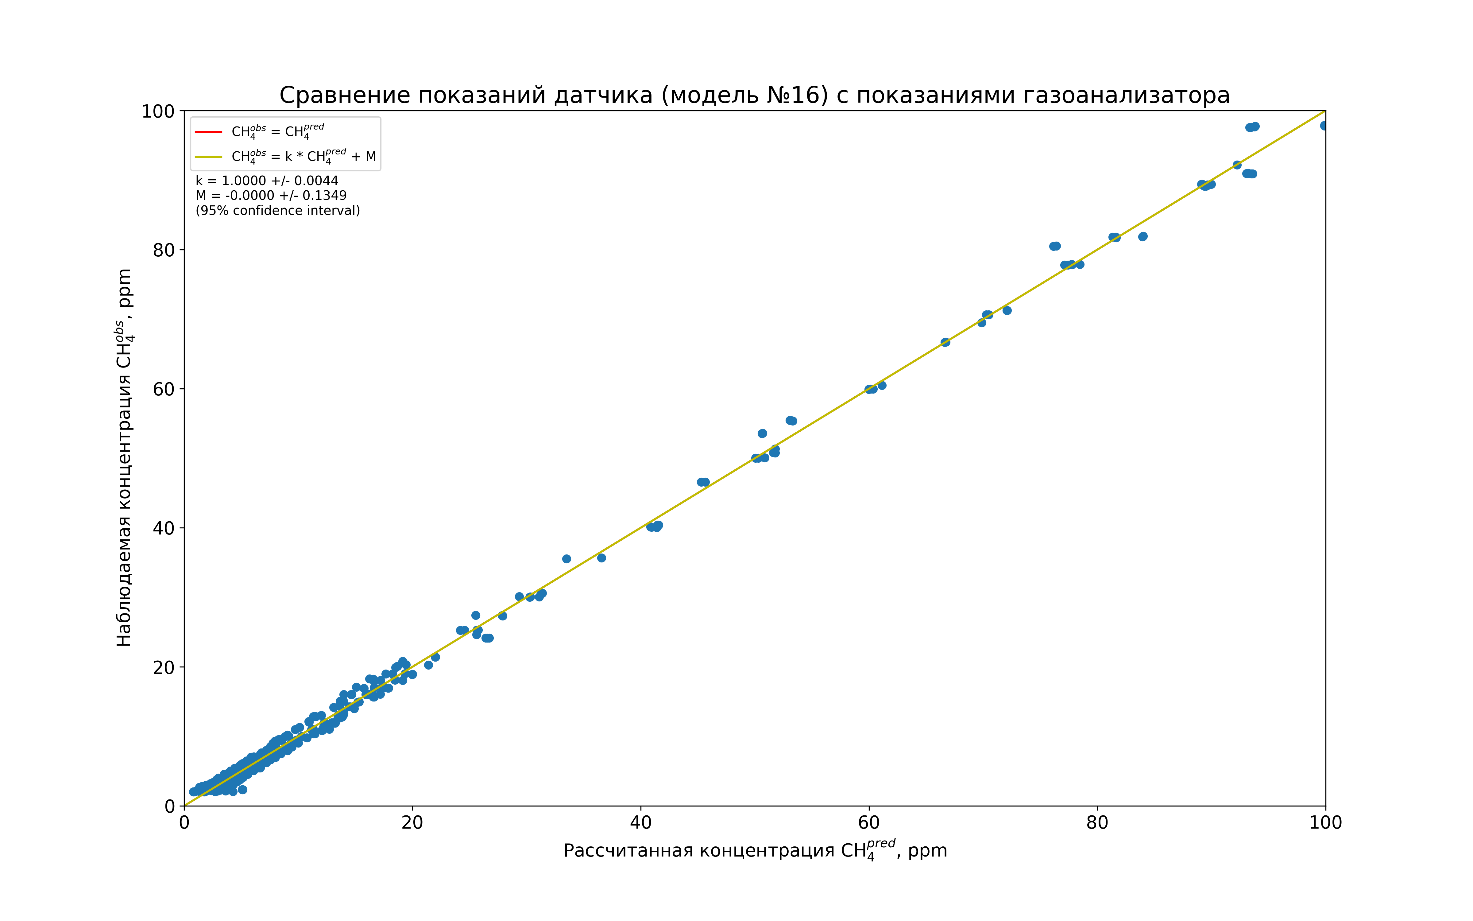 Сравнение показаний датчика (модель №16) с показаниями газоанализатора
CH₄ᵒᵇˢ = CH₄ᵖʳᵉᵈ
CH₄ᵒᵇˢ = k * CH₄ᵖʳᵉᵈ + M
k = 1.0000 +/- 0.0044
M = -0.0000 +/- 0.1349
(95% confidence interval)
100
80
60
40
20
0
Наблюдаемая концентрация CH₄ᵒᵇˢ, ppm
0 20 40 60 80 100
Рассчитанная концентрация CH₄ᵖʳᵉᵈ, ppm